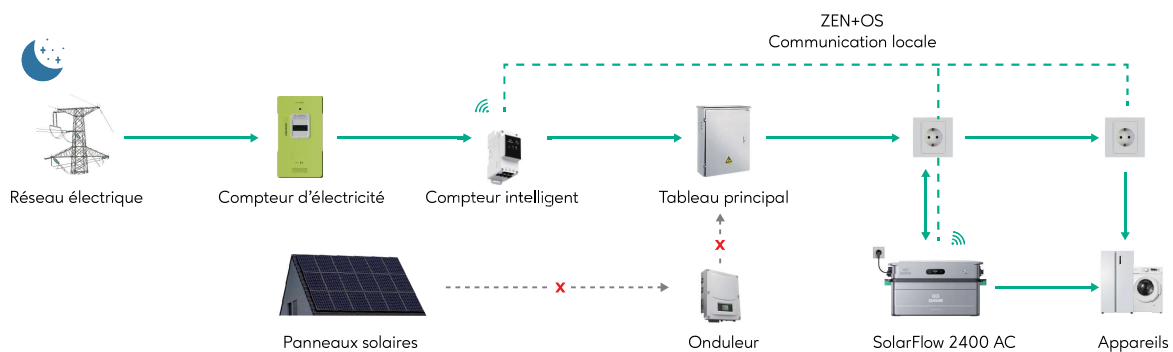 ZEN+OS
Communication locale
Réseau électrique
Compteur d'électricité
Compteur intelligent
Tableau principal
x
x
Panneaux solaires
Onduleur
SolarFlow 2400 AC
Appareils